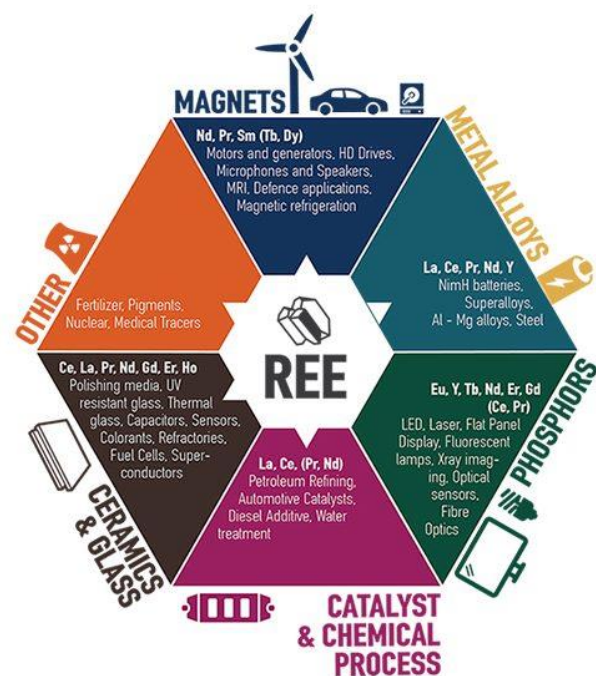 MAGNETS
Nd, Pr, Sm (Tb, Dy)
Motors and generators, HD Drives,
Microphones and Speakers,
MRI, Defence applications,
Magnetic refrigeration
METAL ALLOYS
La, Ce, Pr, Nd, Y
NimH batteries,
Superalloys,
Al - Mg alloys, Steel
OTHER
Fertilizer, Pigments,
Nuclear, Medical Tracers
REE
Ce, La, Pr, Nd, Gd, Er, Ho
Polishing media, UV
resistant glass, Thermal
glass, Capacitors, Sensors,
Colorants, Refractories,
Fuel Cells, Super-
conductors
CERAMICS
& GLASS
Eu, Y, Tb, Nd, Er, Gd
(Ce, Pr)
LED, Laser, Flat Panel
Display, Fluorescent
lamps, Xray imag-
ing, Optical
sensors,
Fibre
Optics
PHOSPHORS
La, Ce, (Pr, Nd)
Petroleum Refining,
Automotive Catalysts,
Diesel Additive, Water
treatment
CATALYST
& CHEMICAL
PROCESS